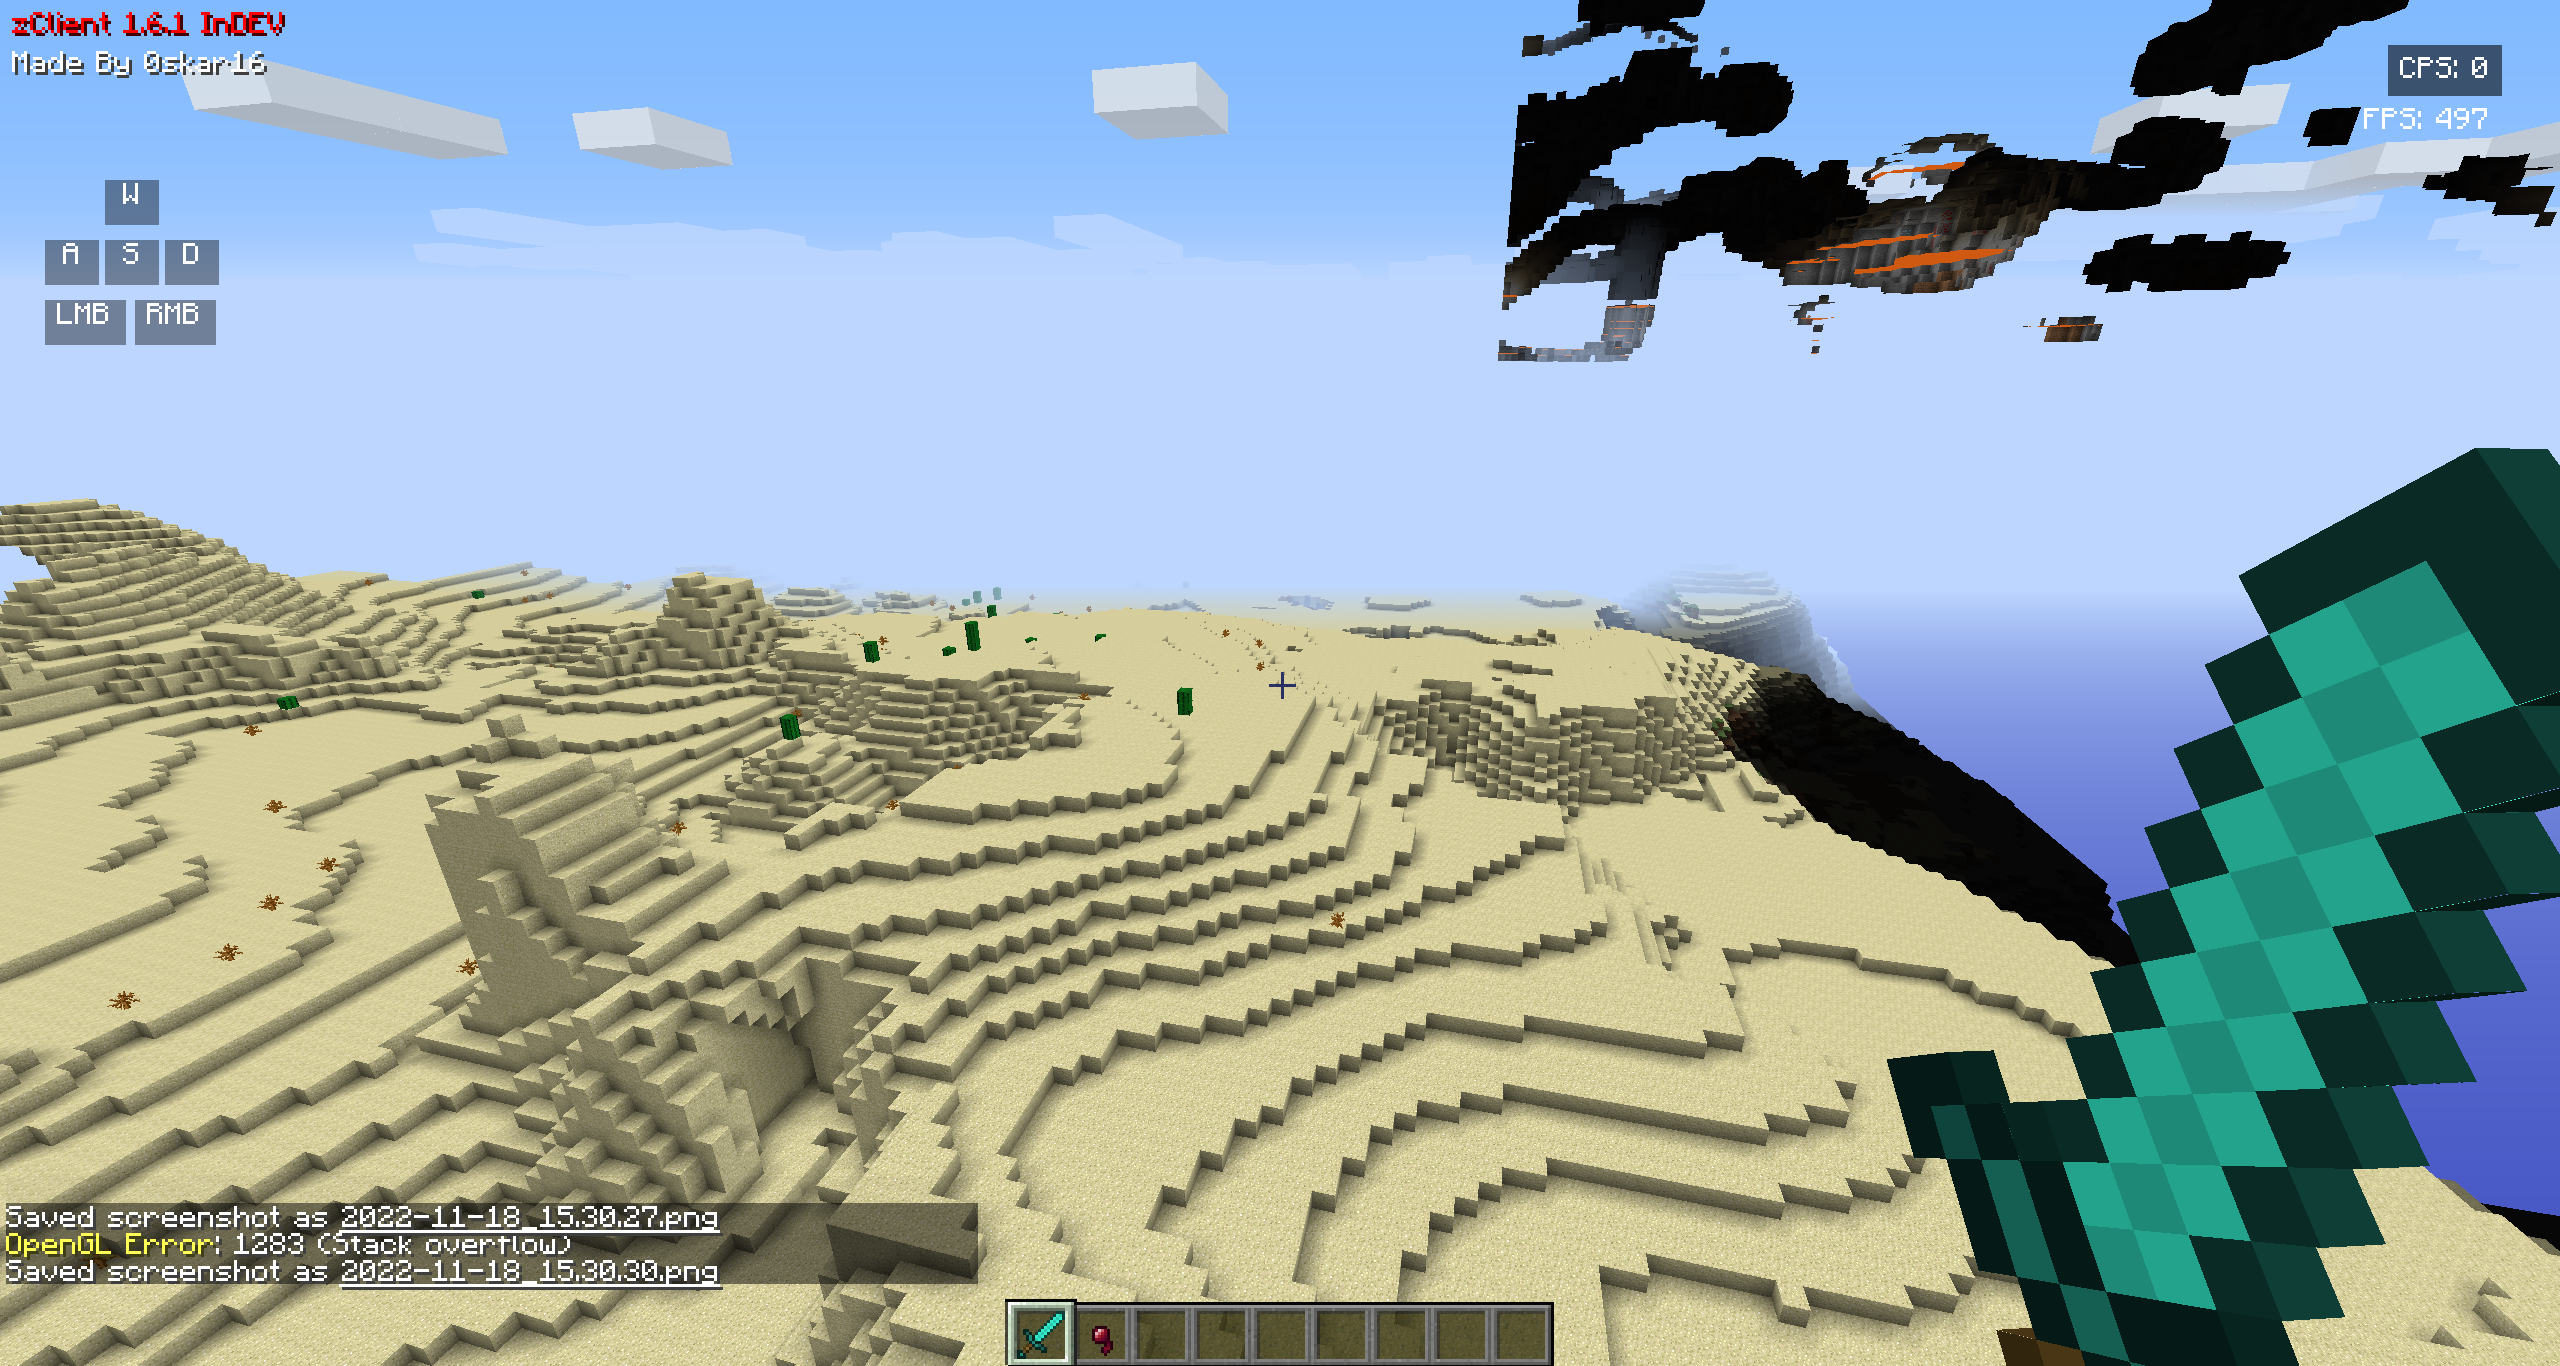 zClient 1.6.1 InDEV
Made By 0skar16
CPS: 0
FPS: 497
W
A S D
LMB RMB
Saved screenshot as 2022-11-18_15.30.27.png
OpenGL Error: 1283 (Stack overflow)
Saved screenshot as 2022-11-18_15.30.30.png